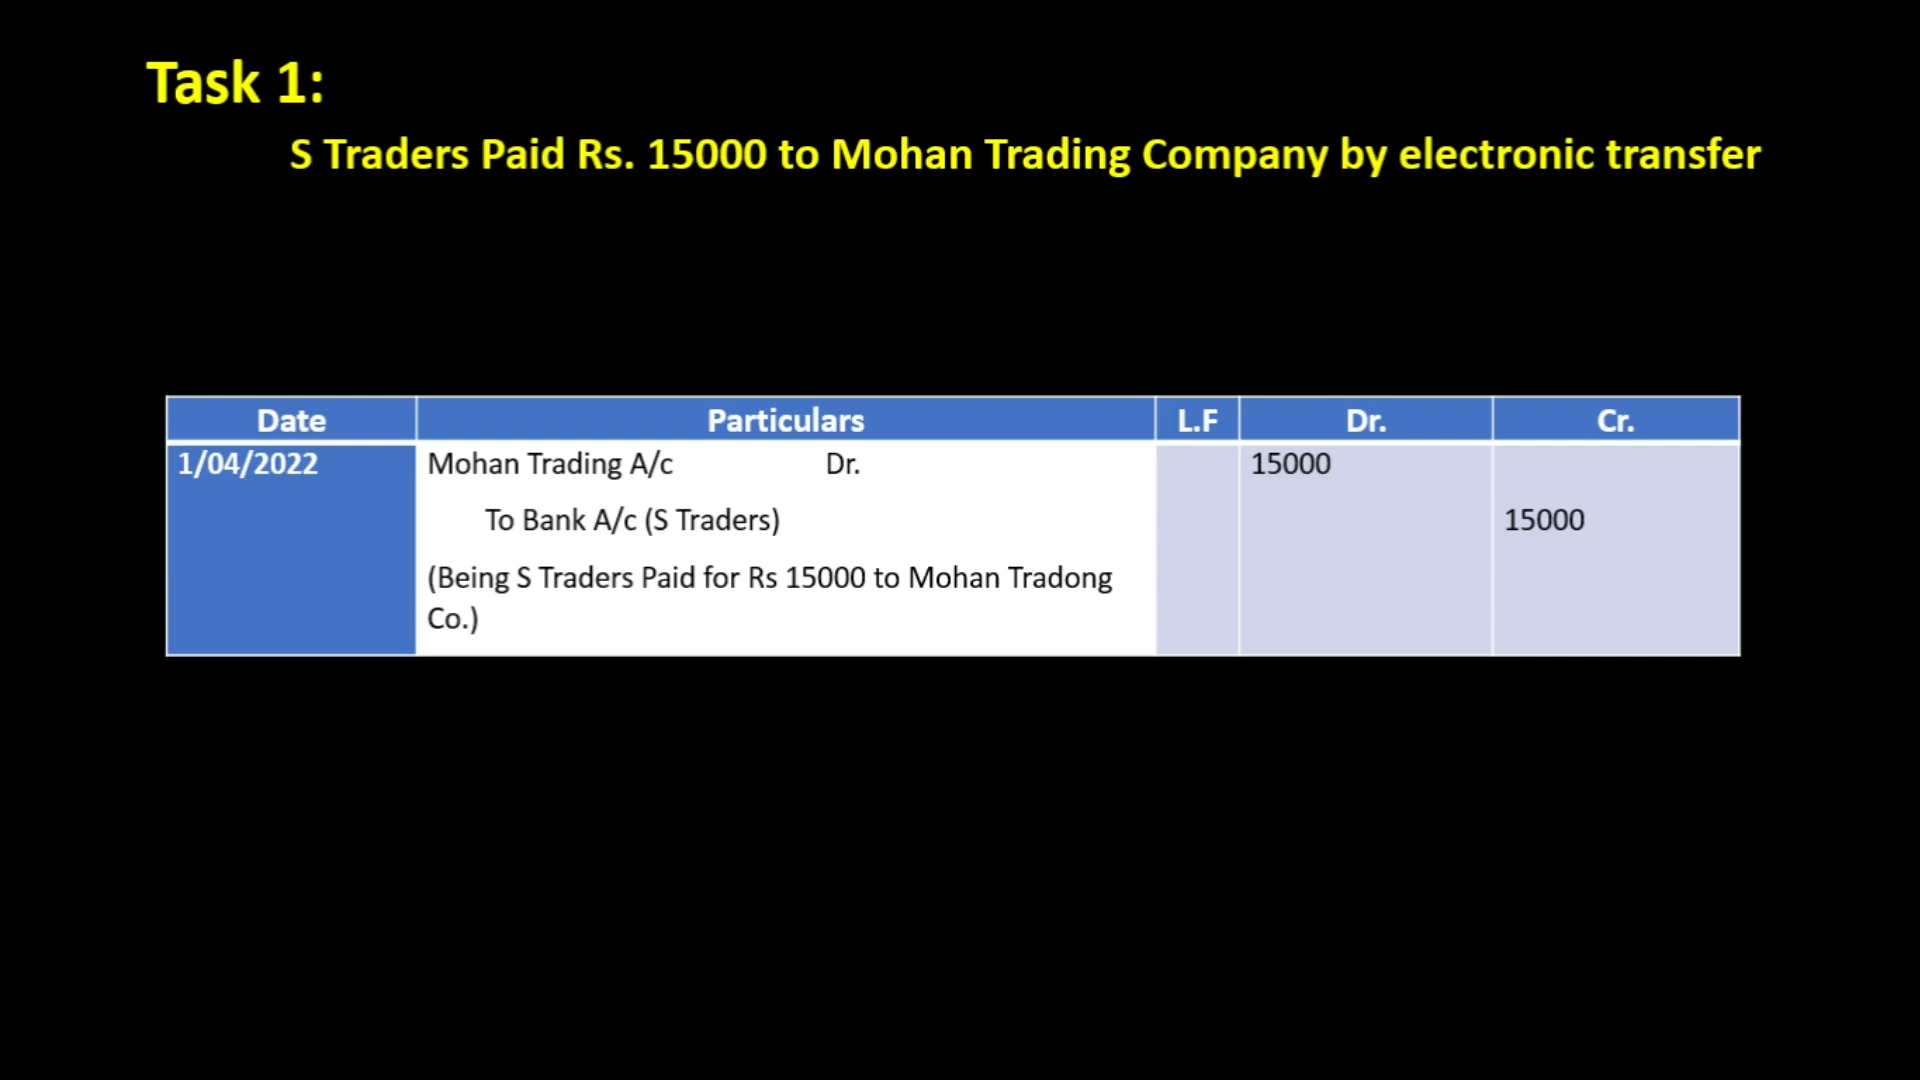 Task 1:
S Traders Paid Rs. 15000 to Mohan Trading Company by electronic transfer
Date Particulars L.F Dr. Cr.
1/04/2022 Mohan Trading A/c Dr. 15000
To Bank A/c (S Traders) 15000
(Being S Traders Paid for Rs 15000 to Mohan Tradong
Co.)